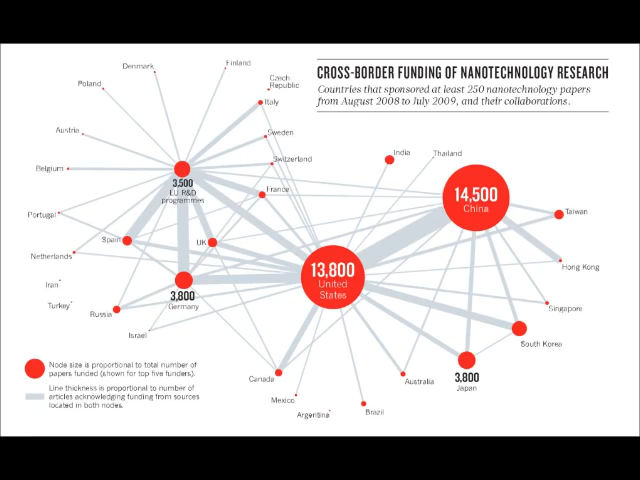 CROSS-BORDER FUNDING OF NANOTECHNOLOGY RESEARCH
Countries that sponsored at least 250 nanotechnology papers
from August 2008 to July 2009, and their collaborations.
Finland
Denmark
Czech
Republic
Poland
Italy
Austria
Sweden
Switzerland
India
Thailand
Belgium
3,500
EU R&D
programmes
France
14,500
China
Portugal
Taiwan
Spain
UK
Netherlands
13,800
United
States
Hong Kong
Iran
3,800
Germany
Turkey
Russia
Singapore
Israel
South Korea
Node size is proportional to total number of
papers funded (shown for top five funders).
Line thickness is proportional to number of
articles acknowledging funding from sources
located in both nodes.
Canada
Australia
3,800
Japan
Mexico
Argentina
Brazil